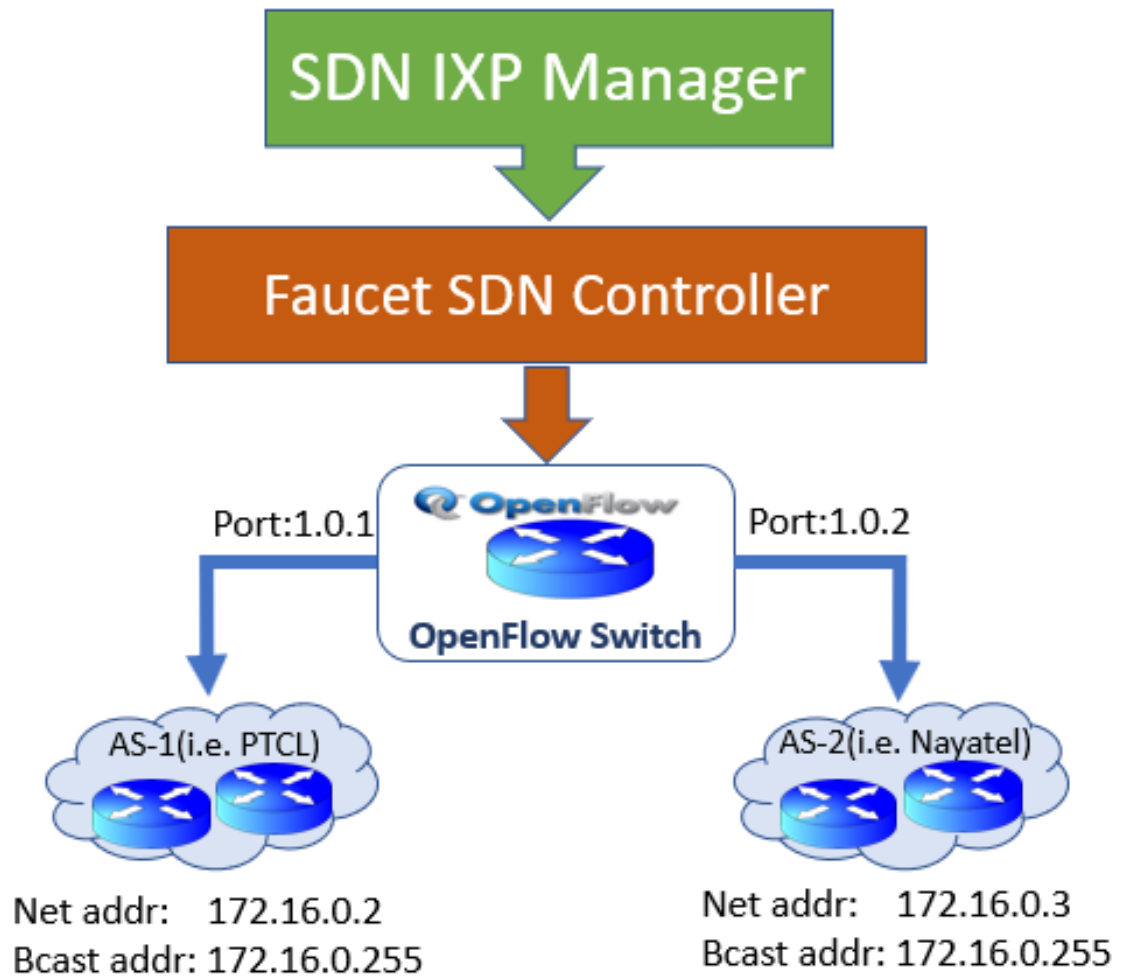 SDN IXP Manager
Faucet SDN Controller
OpenFlow
Port:1.0.1
Port:1.0.2
OpenFlow Switch
AS-1(i.e. PTCL)
AS-2(i.e. Nayatel)
Net addr: 172.16.0.2
Bcast addr: 172.16.0.255
Net addr: 172.16.0.3
Bcast addr: 172.16.0.255